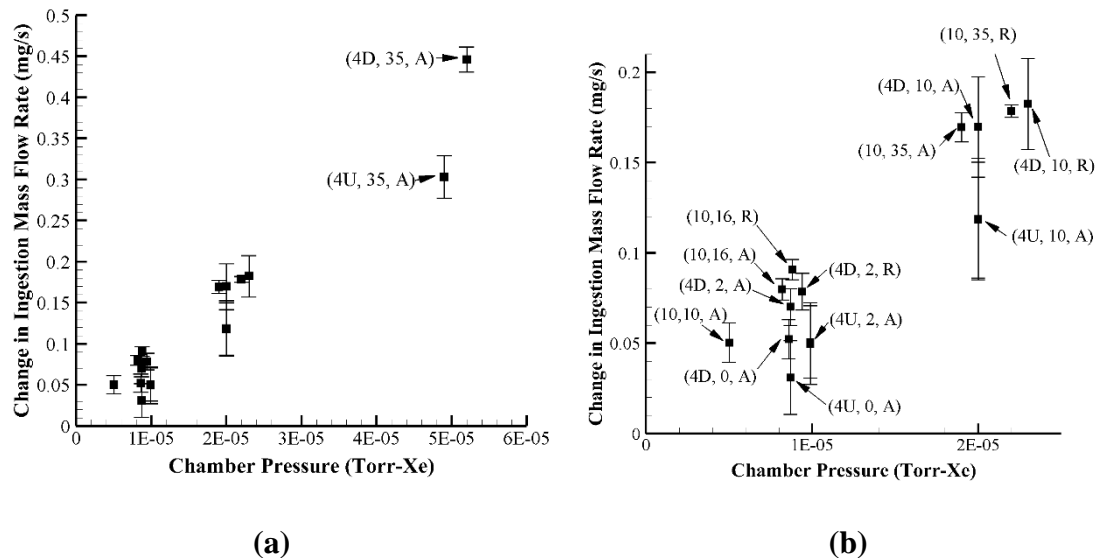 0.5
0.45
0.4
0.35
0.3
0.25
0.2
0.15
0.1
0.05
0
1E-05
2E-05
3E-05
4E-05
5E-05
6E-05
Change in Ingestion Mass Flow Rate (mg/s)
Chamber Pressure (Torr-Xe)
(4D, 35, A)
(4U, 35, A)
(a)
0.2
0.15
0.1
0.05
0
0
1E-05
2E-05
Change in Ingestion Mass Flow Rate (mg/s)
Chamber Pressure (Torr-Xe)
(10, 35, R)
(4D, 10, A)
(10, 35, A)
(4D, 10, R)
(4U, 10, A)
(10,16, R)
(10,16, A)
(4D, 2, R)
(4D, 2, A)
(10,10, A)
(4U, 2, A)
(4D, 0, A)
(4U, 0, A)
(b)